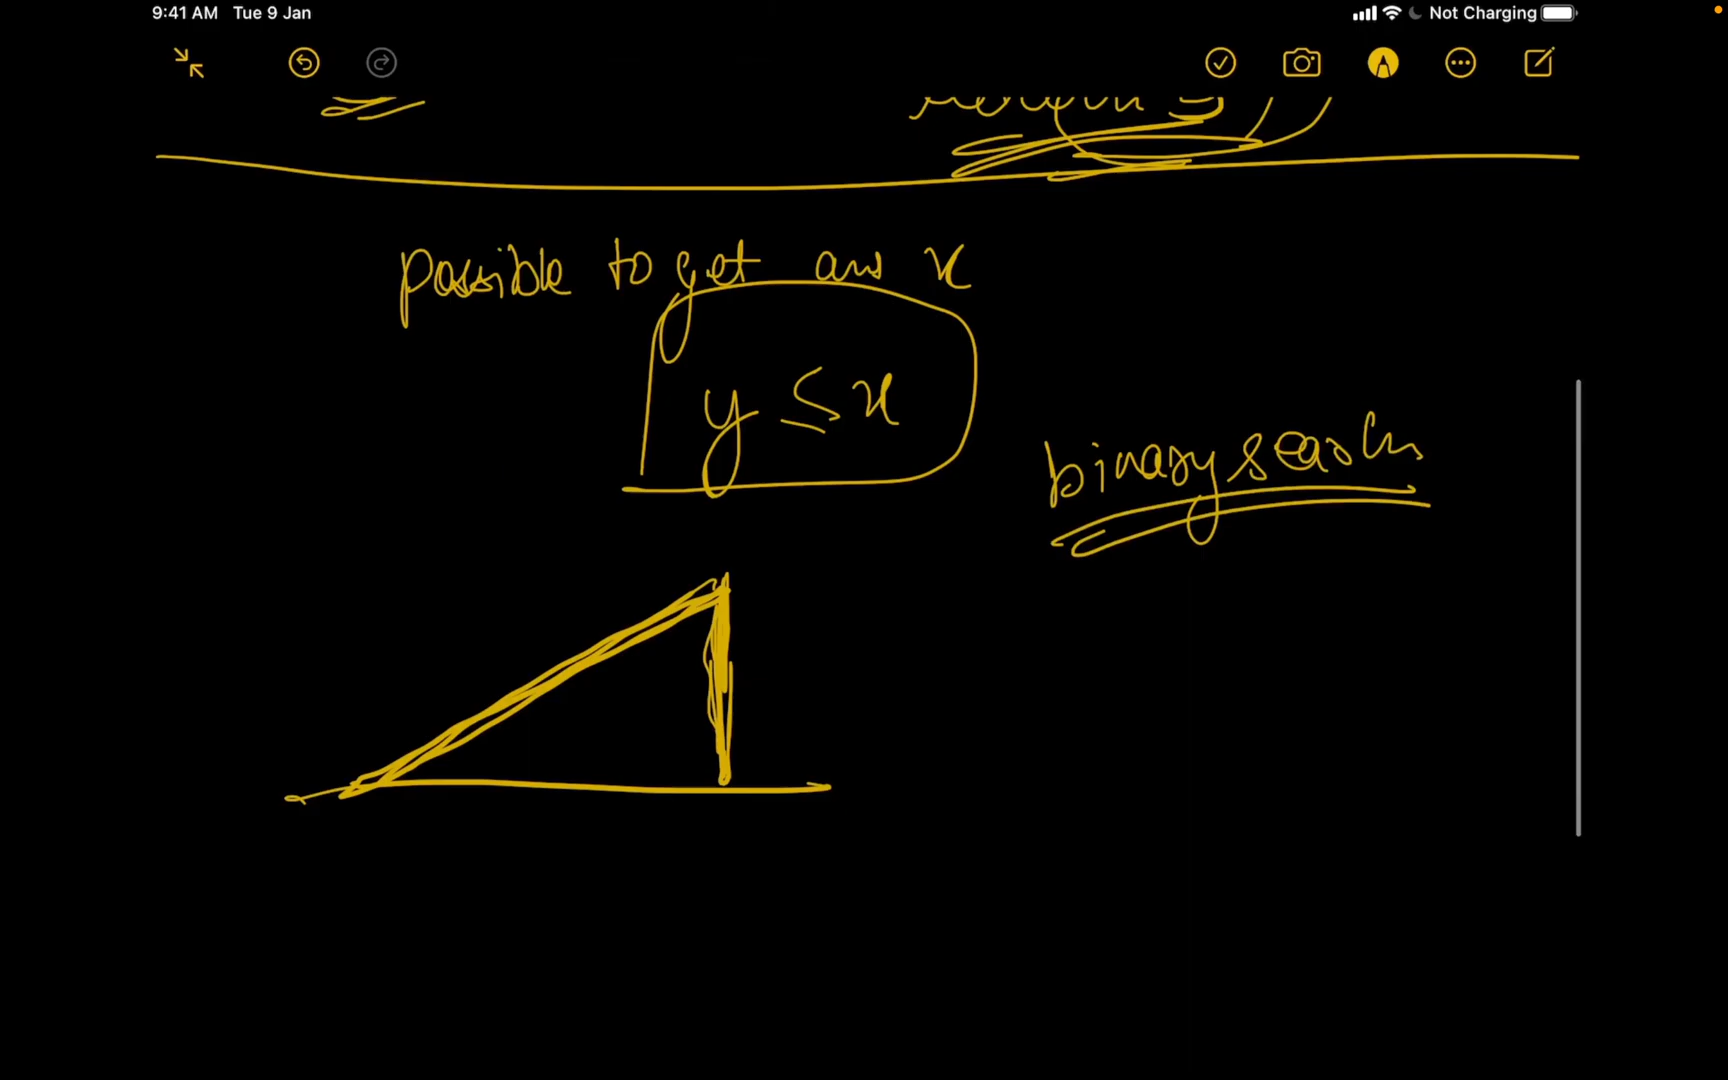 9:41 AM Tue 9 Jan
Not Charging
possible to get ans x
y ≤ x
binary search